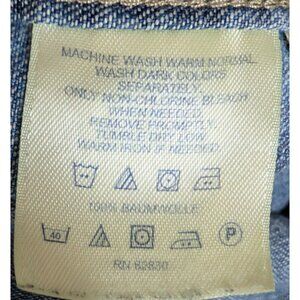 MACHINE WASH WARM NORMAL
WASH DARK COLORS
SEPARATELY.
ONLY NON-CHLORINE BLEACH
WHEN NEEDED.
REMOVE PROMPTLY.
TUMBLE DRY LOW
WARM IRON IF NEEDED.
100% BAUMWOLLE
40 P
RN 62830